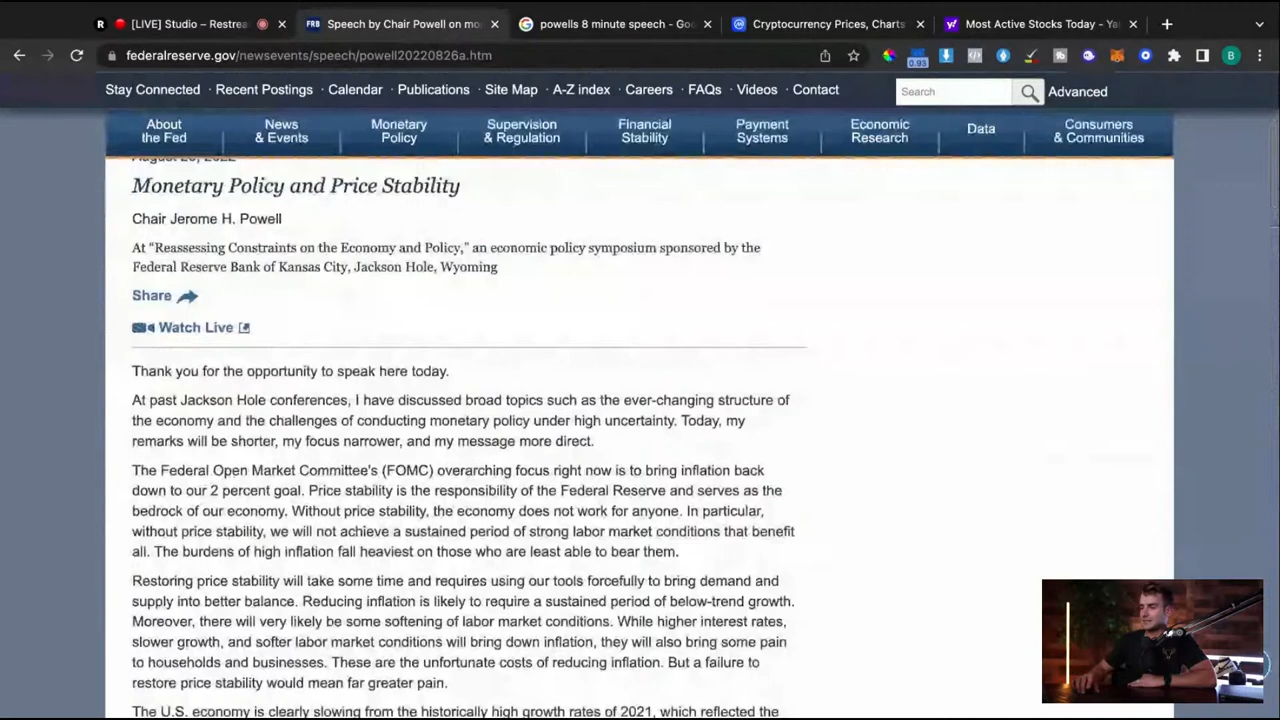 [LIVE] Studio – Restrea
Speech by Chair Powell on mo
powells 8 minute speech - Goo
Cryptocurrency Prices, Charts
Most Active Stocks Today - Ya
federalreserve.gov/newsevents/speech/powell20220826a.htm
0.93
B
Stay Connected · Recent Postings · Calendar · Publications · Site Map · A-Z index · Careers · FAQs · Videos · Contact
Search
Advanced
About the Fed
News & Events
Monetary Policy
Supervision & Regulation
Financial Stability
Payment Systems
Economic Research
Data
Consumers & Communities
Monetary Policy and Price Stability
Chair Jerome H. Powell
At “Reassessing Constraints on the Economy and Policy,” an economic policy symposium sponsored by the
Federal Reserve Bank of Kansas City, Jackson Hole, Wyoming
Share
Watch Live
Thank you for the opportunity to speak here today.
At past Jackson Hole conferences, I have discussed broad topics such as the ever-changing structure of
the economy and the challenges of conducting monetary policy under high uncertainty. Today, my
remarks will be shorter, my focus narrower, and my message more direct.
The Federal Open Market Committee's (FOMC) overarching focus right now is to bring inflation back
down to our 2 percent goal. Price stability is the responsibility of the Federal Reserve and serves as the
bedrock of our economy. Without price stability, the economy does not work for anyone. In particular,
without price stability, we will not achieve a sustained period of strong labor market conditions that benefit
all. The burdens of high inflation fall heaviest on those who are least able to bear them.
Restoring price stability will take some time and requires using our tools forcefully to bring demand and
supply into better balance. Reducing inflation is likely to require a sustained period of below-trend growth.
Moreover, there will very likely be some softening of labor market conditions. While higher interest rates,
slower growth, and softer labor market conditions will bring down inflation, they will also bring some pain
to households and businesses. These are the unfortunate costs of reducing inflation. But a failure to
restore price stability would mean far greater pain.
The U.S. economy is clearly slowing from the historically high growth rates of 2021, which reflected the